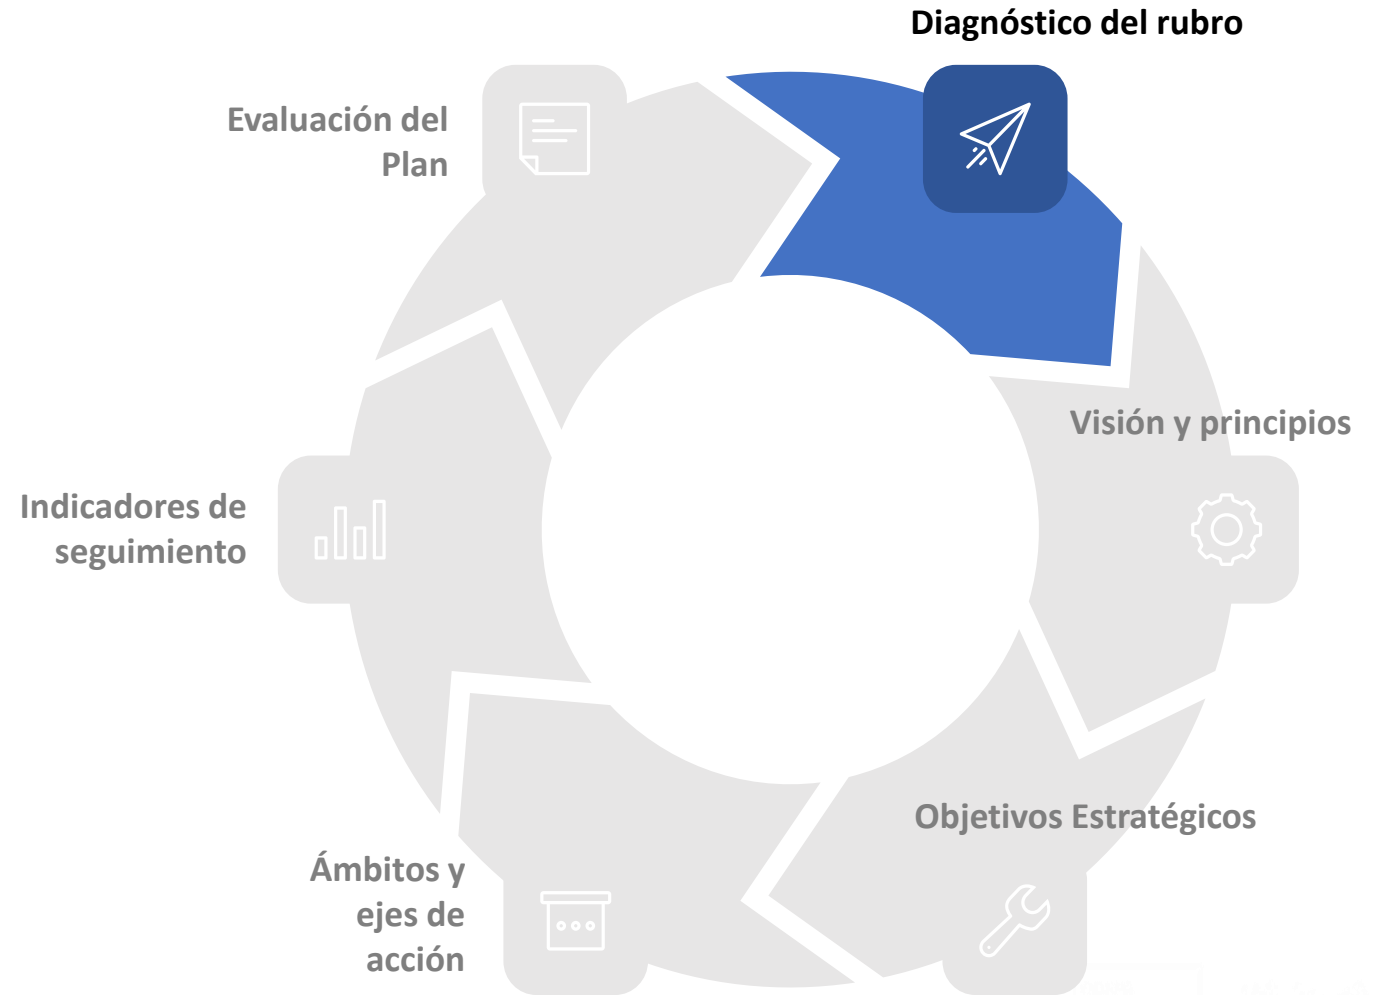 Diagnóstico del rubro
Evaluación del
Plan
Visión y principios
Indicadores de
seguimiento
Objetivos Estratégicos
Ámbitos y
ejes de
acción